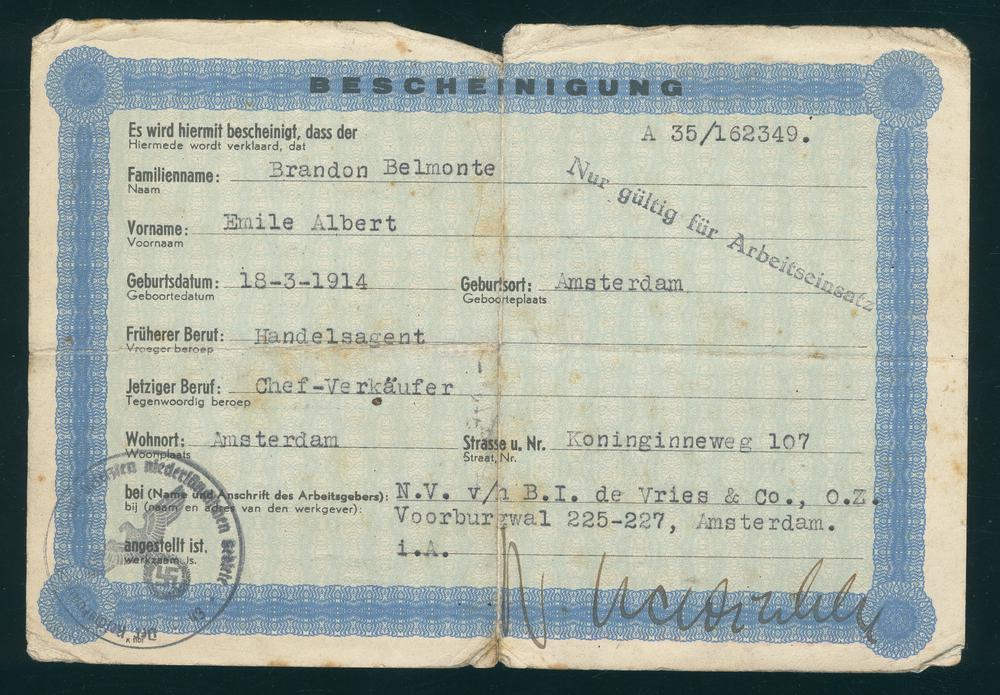 BESCHEINIGUNG
Es wird hiermit bescheinigt, dass der
Hiermede wordt verklaard, dat
A 35/162349.
Familienname: Brandon Belmonte
Naam
Nur gültig für Arbeitseinsatz
Vorname: Emile Albert
Voornaam
Geburtsdatum: 18-3-1914 Geburtsort: Amsterdam
Geboortedatum Geboorteplaats
Früherer Beruf: Handelsagent
Vroeger beroep
Jetziger Beruf: Chef-Verkäufer
Tegenwoordig beroep
Wohnort: Amsterdam Strasse u. Nr. Koninginneweg 107
Woonplaats Straat, Nr.
bei (Name und Anschrift des Arbeitsgebers): N.V. v/h B.I. de Vries & Co., O.Z.
bij (naam en adres van den werkgever): Voorburgwal 225-227, Amsterdam.
angestellt ist. i.A.
werkzaam is.
niederländischen Gebiete